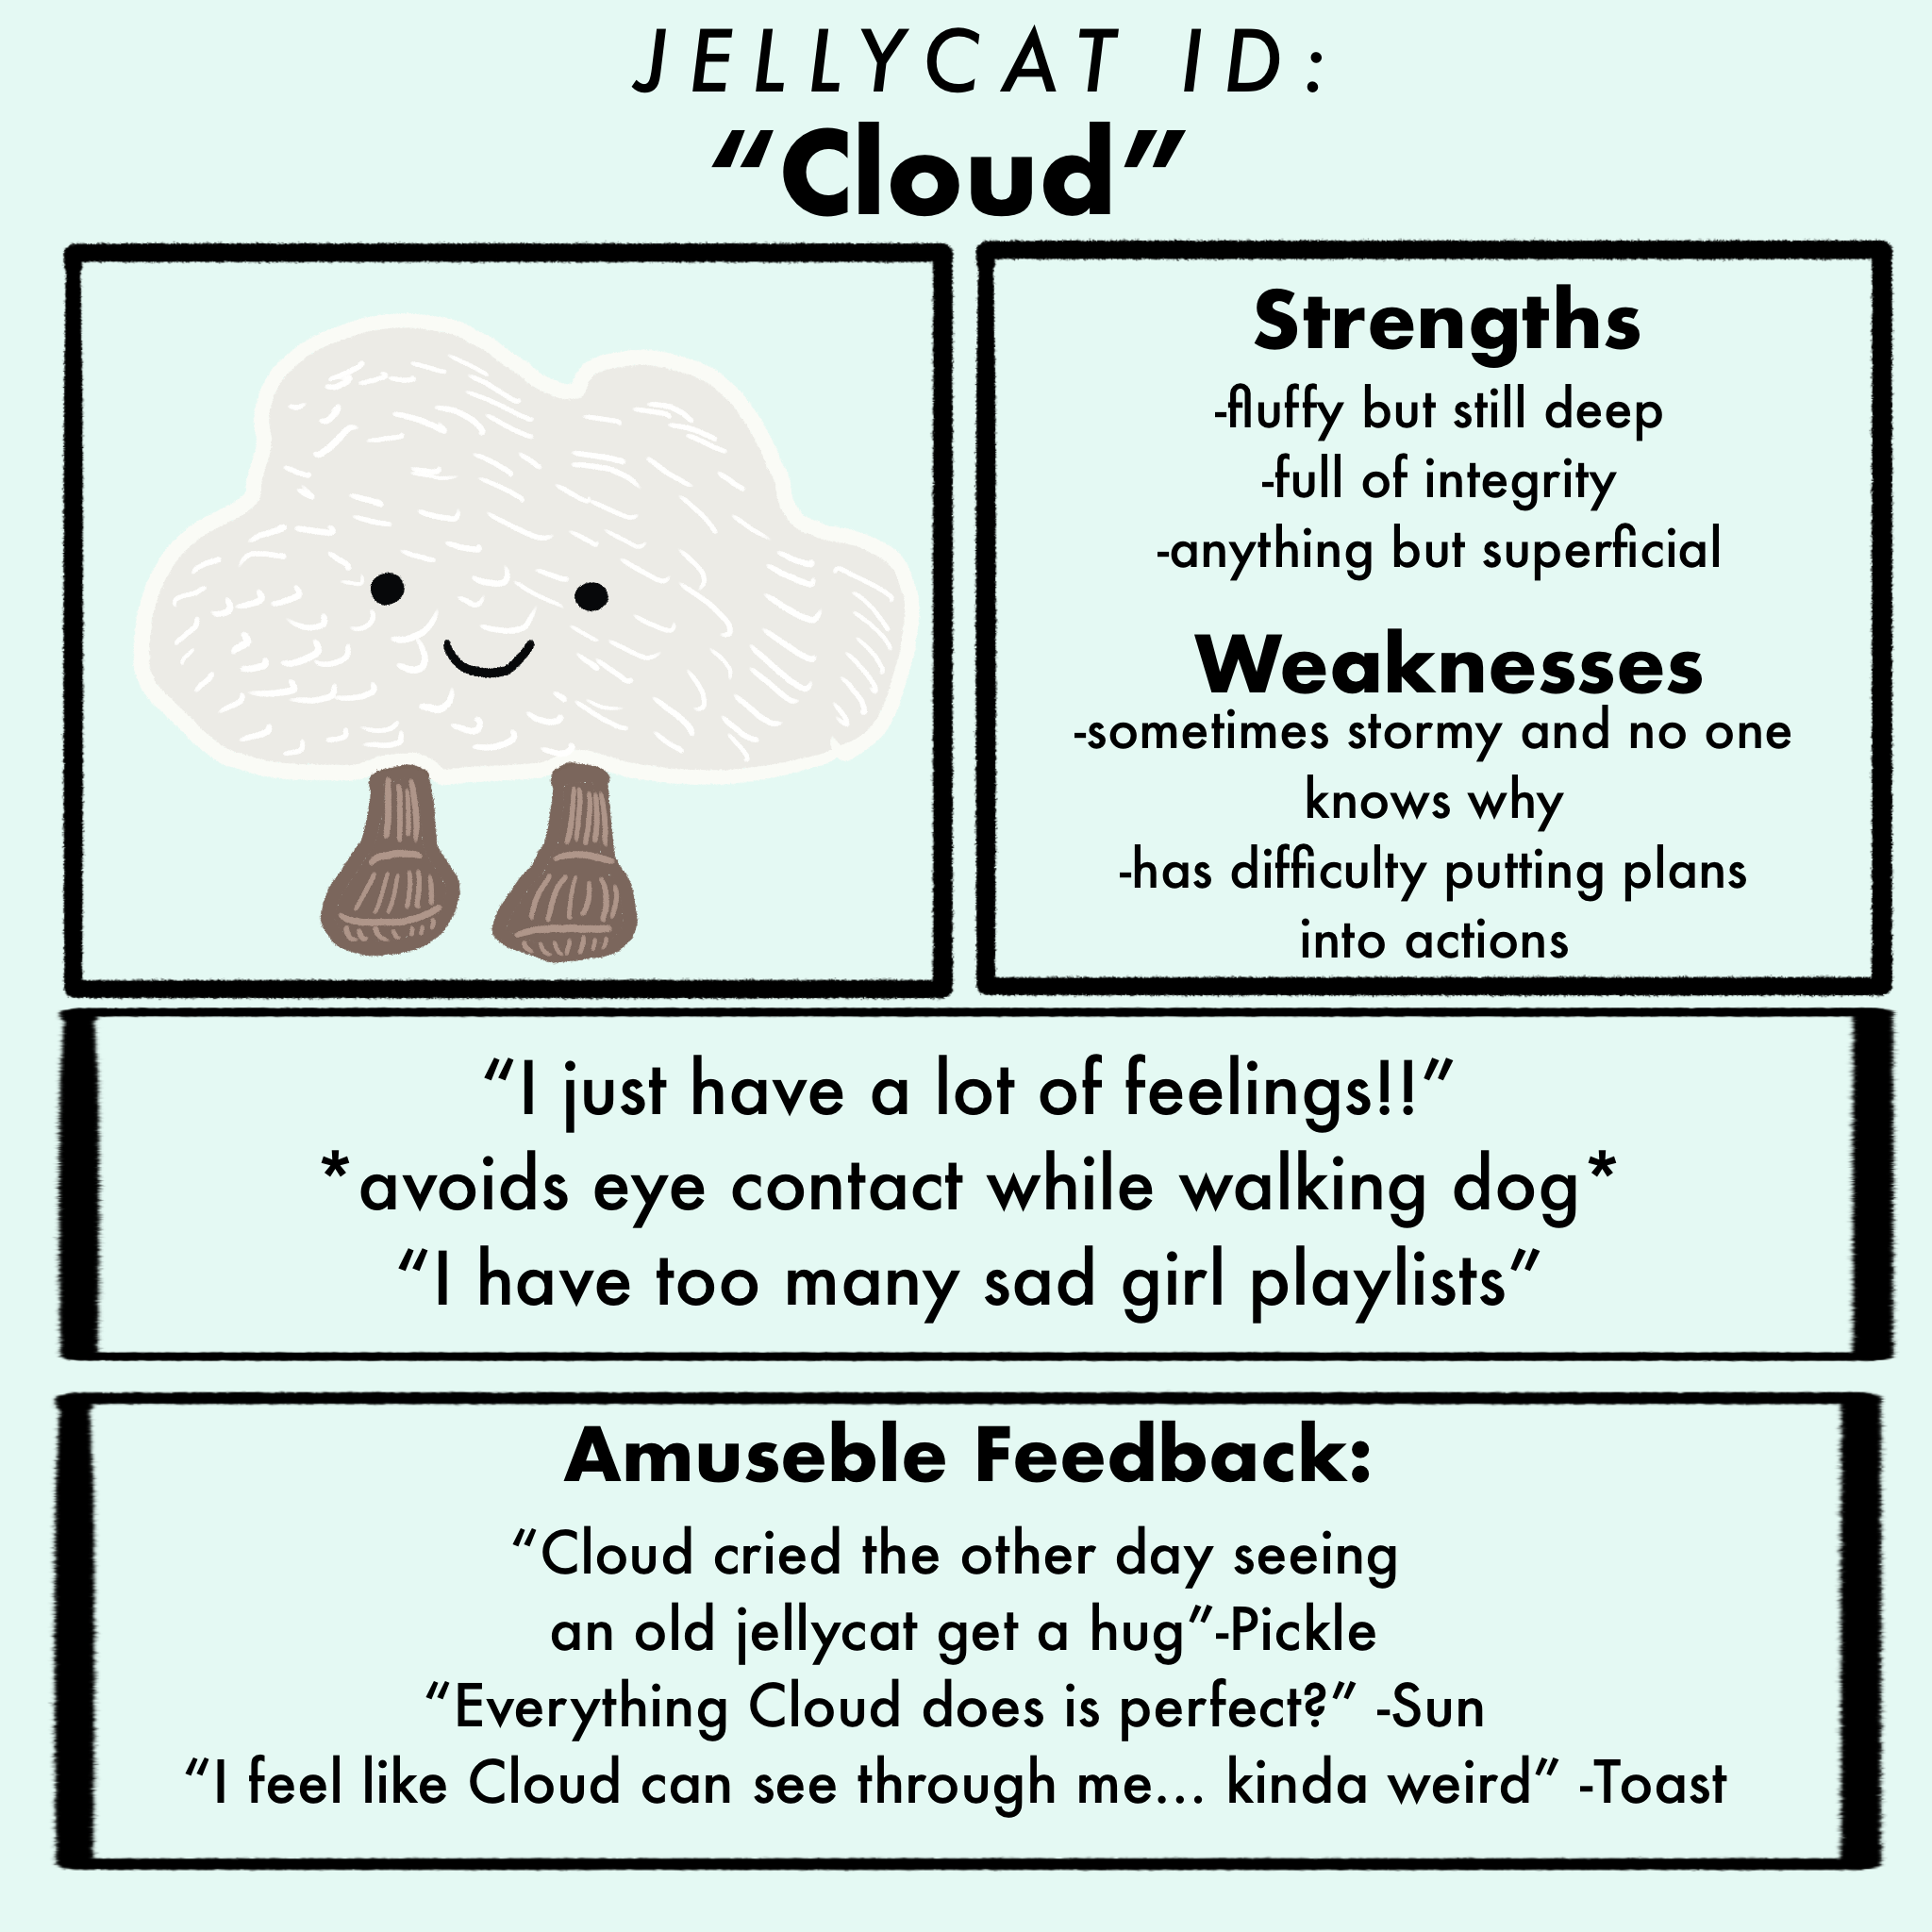 JELLYCAT ID:
“Cloud”
Strengths
-fluffy but still deep
-full of integrity
-anything but superficial
Weaknesses
-sometimes stormy and no one
knows why
-has difficulty putting plans
into actions
“I just have a lot of feelings!!”
*avoids eye contact while walking dog*
“I have too many sad girl playlists”
Amuseble Feedback:
“Cloud cried the other day seeing
an old jellycat get a hug”-Pickle
“Everything Cloud does is perfect?” -Sun
“I feel like Cloud can see through me... kinda weird” -Toast